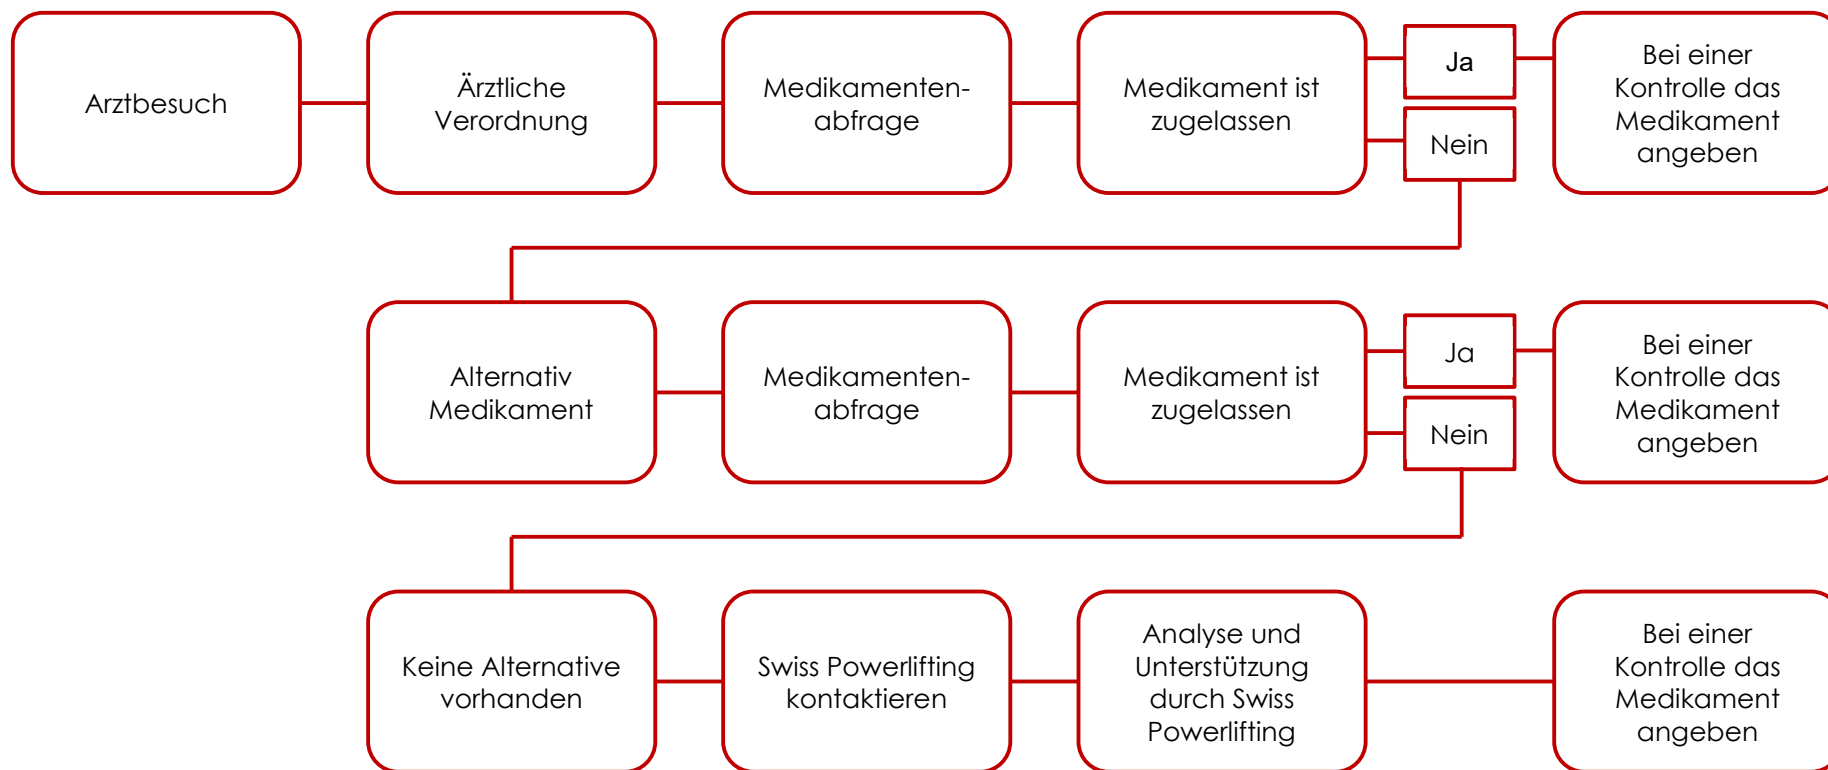 Arztbesuch
Ärztliche
Verordnung
Medikamenten-
abfrage
Medikament ist
zugelassen
Ja
Nein
Bei einer
Kontrolle das
Medikament
angeben
Alternativ
Medikament
Medikamenten-
abfrage
Medikament ist
zugelassen
Ja
Nein
Bei einer
Kontrolle das
Medikament
angeben
Keine Alternative
vorhanden
Swiss Powerlifting
kontaktieren
Analyse und
Unterstützung
durch Swiss
Powerlifting
Bei einer
Kontrolle das
Medikament
angeben